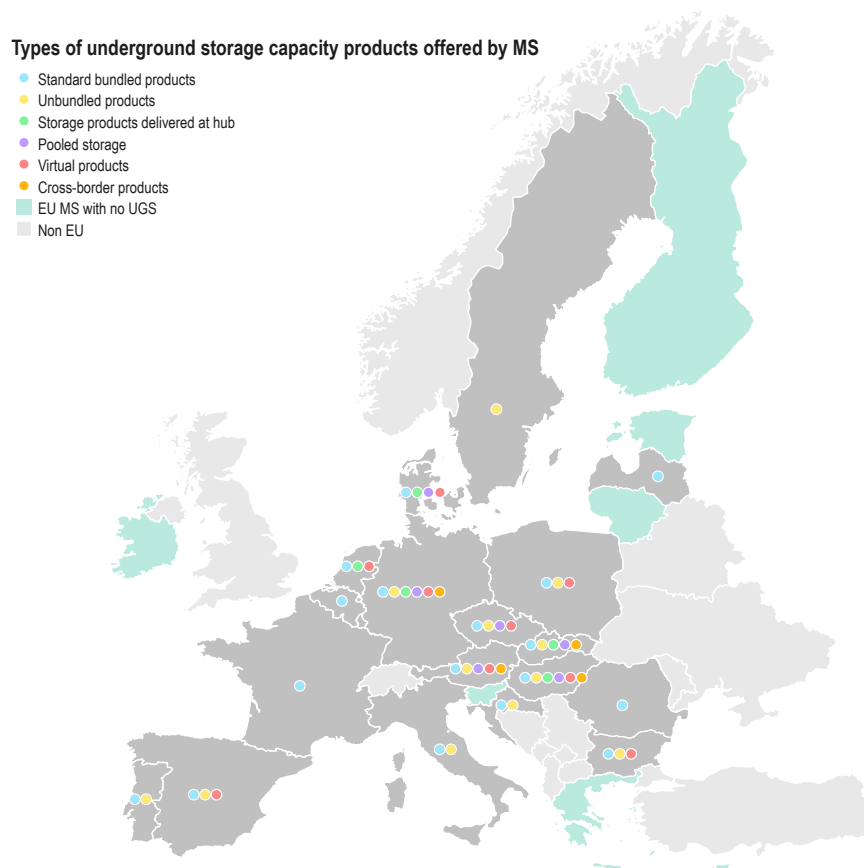 Types of underground storage capacity products offered by MS
Standard bundled products
Unbundled products
Storage products delivered at hub
Pooled storage
Virtual products
Cross-border products
EU MS with no UGS
Non EU